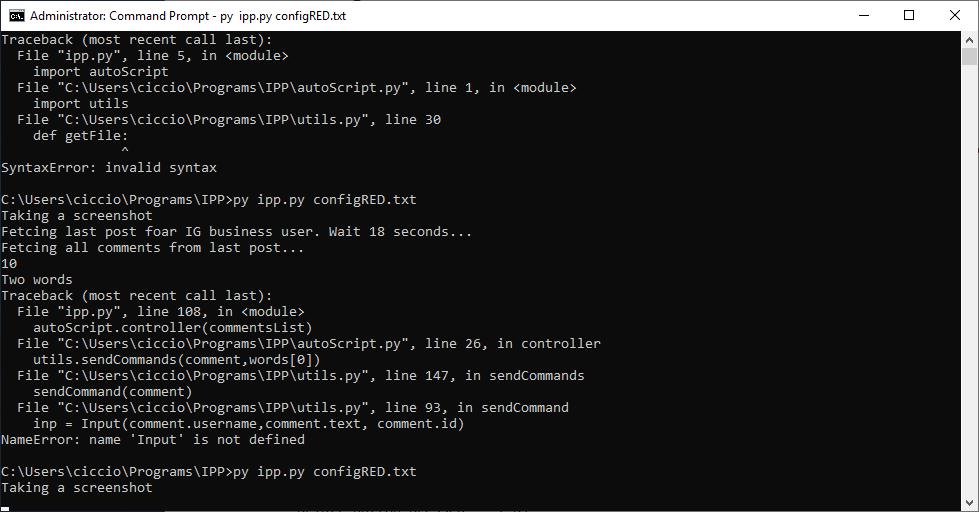 Administrator: Command Prompt - py  ipp.py configRED.txt
Traceback (most recent call last):
  File "ipp.py", line 5, in <module>
    import autoScript
  File "C:\Users\ciccio\Programs\IPP\autoScript.py", line 1, in <module>
    import utils
  File "C:\Users\ciccio\Programs\IPP\utils.py", line 30
    def getFile:
               ^
SyntaxError: invalid syntax
C:\Users\ciccio\Programs\IPP>py ipp.py configRED.txt
Taking a screenshot
Fetcing last post foar IG business user. Wait 18 seconds...
Fetcing all comments from last post...
10
Two words
Traceback (most recent call last):
  File "ipp.py", line 108, in <module>
    autoScript.controller(commentsList)
  File "C:\Users\ciccio\Programs\IPP\autoScript.py", line 26, in controller
    utils.sendCommands(comment,words[0])
  File "C:\Users\ciccio\Programs\IPP\utils.py", line 147, in sendCommands
    sendCommand(comment)
  File "C:\Users\ciccio\Programs\IPP\utils.py", line 93, in sendCommand
    inp = Input(comment.username,comment.text, comment.id)
NameError: name 'Input' is not defined
C:\Users\ciccio\Programs\IPP>py ipp.py configRED.txt
Taking a screenshot